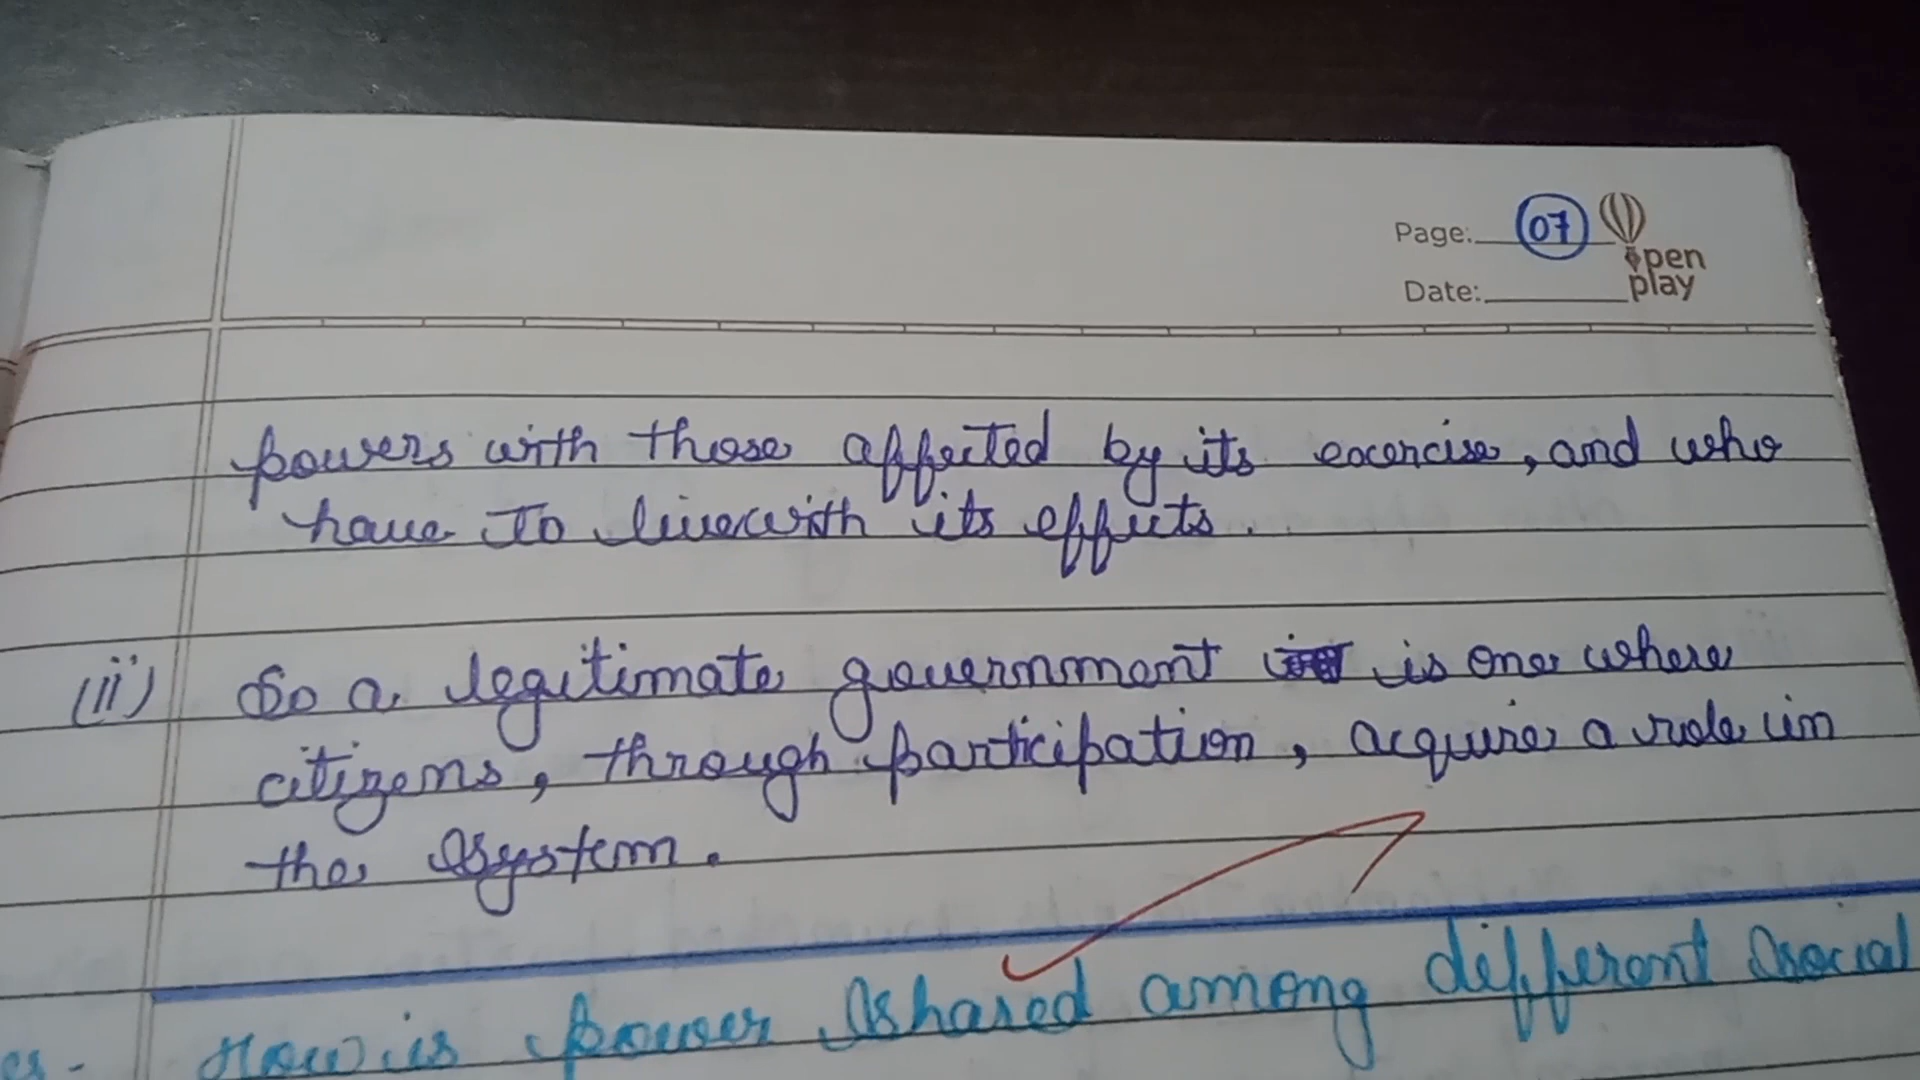 Page: 07
open
play
Date:
powers with those affected by its exercise, and who
have to live with its effects.
(ii) So a legitimate government is one where
citizens, through participation, acquire a role in
the system.
How is power shared among different social